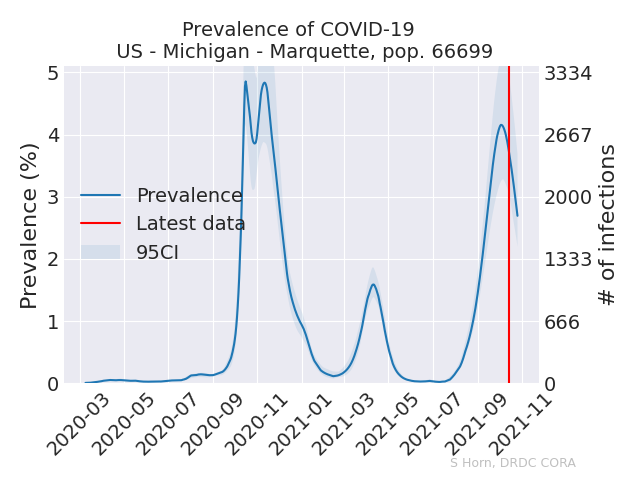 Prevalence of COVID-19
US - Michigan - Marquette, pop. 66699
Prevalence (%)
5
4
3
2
1
0
3334
2667
2000
1333
666
0
# of infections
Prevalence
Latest data
95CI
2020-03
2020-05
2020-07
2020-09
2020-11
2021-01
2021-03
2021-05
2021-07
2021-09
2021-11
S Horn, DRDC CORA